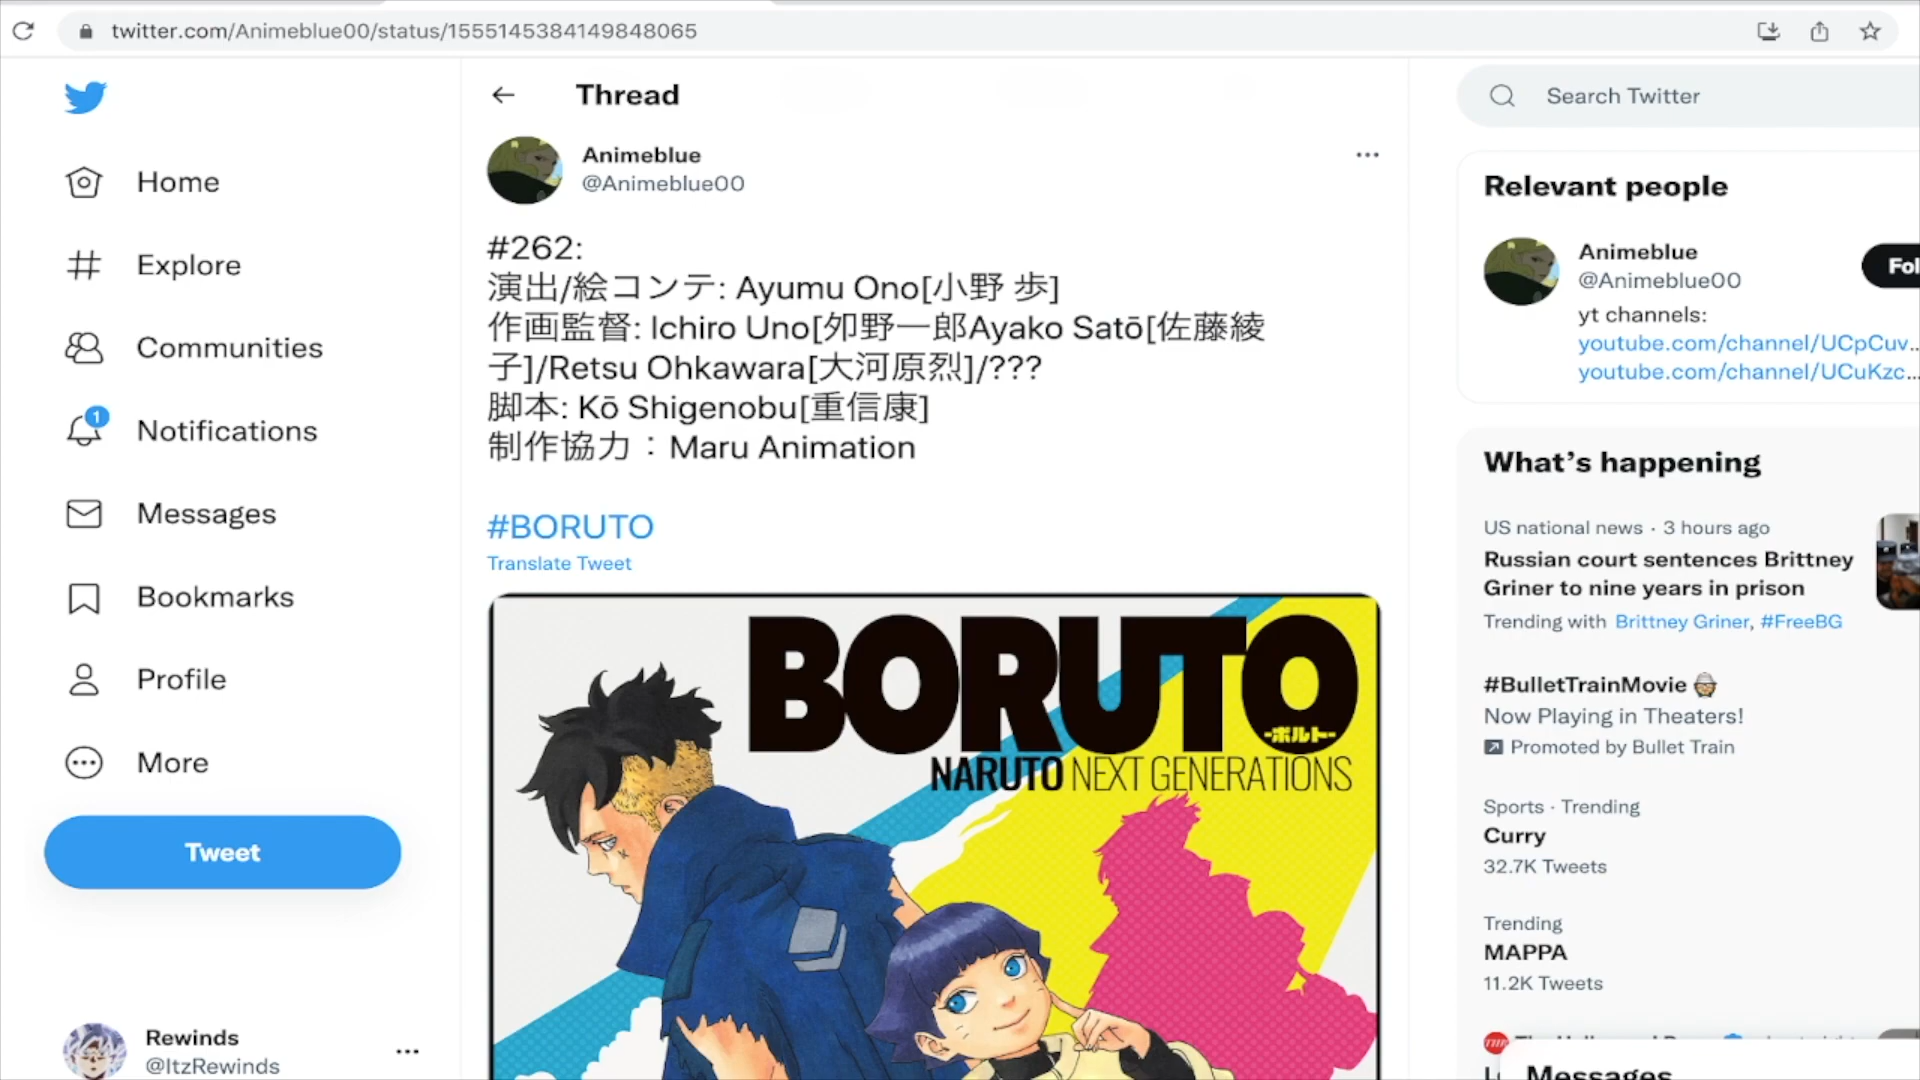 twitter.com/Animeblue00/status/1555145384149848065
Home
Explore
Communities
1
Notifications
Messages
Bookmarks
Profile
More
Tweet
Rewinds
@ItzRewinds
Thread
Animeblue
@Animeblue00
#262:
演出/絵コンテ: Ayumu Ono[小野 歩]
作画監督: Ichiro Uno[夘野一郎Ayako Satō[佐藤綾
子]/Retsu Ohkawara[大河原烈]/???
脚本: Kō Shigenobu[重信康]
制作協力：Maru Animation
#BORUTO
Translate Tweet
BORUTO
-ボルト-
NARUTO NEXT GENERATIONS
Search Twitter
Relevant people
Animeblue
@Animeblue00
Fol
yt channels:
youtube.com/channel/UCpCuv...
youtube.com/channel/UCuKzc...
What's happening
US national news · 3 hours ago
Russian court sentences Brittney
Griner to nine years in prison
Trending with Brittney Griner, #FreeBG
#BulletTrainMovie
Now Playing in Theaters!
Promoted by Bullet Train
Sports · Trending
Curry
32.7K Tweets
Trending
MAPPA
11.2K Tweets
Messages